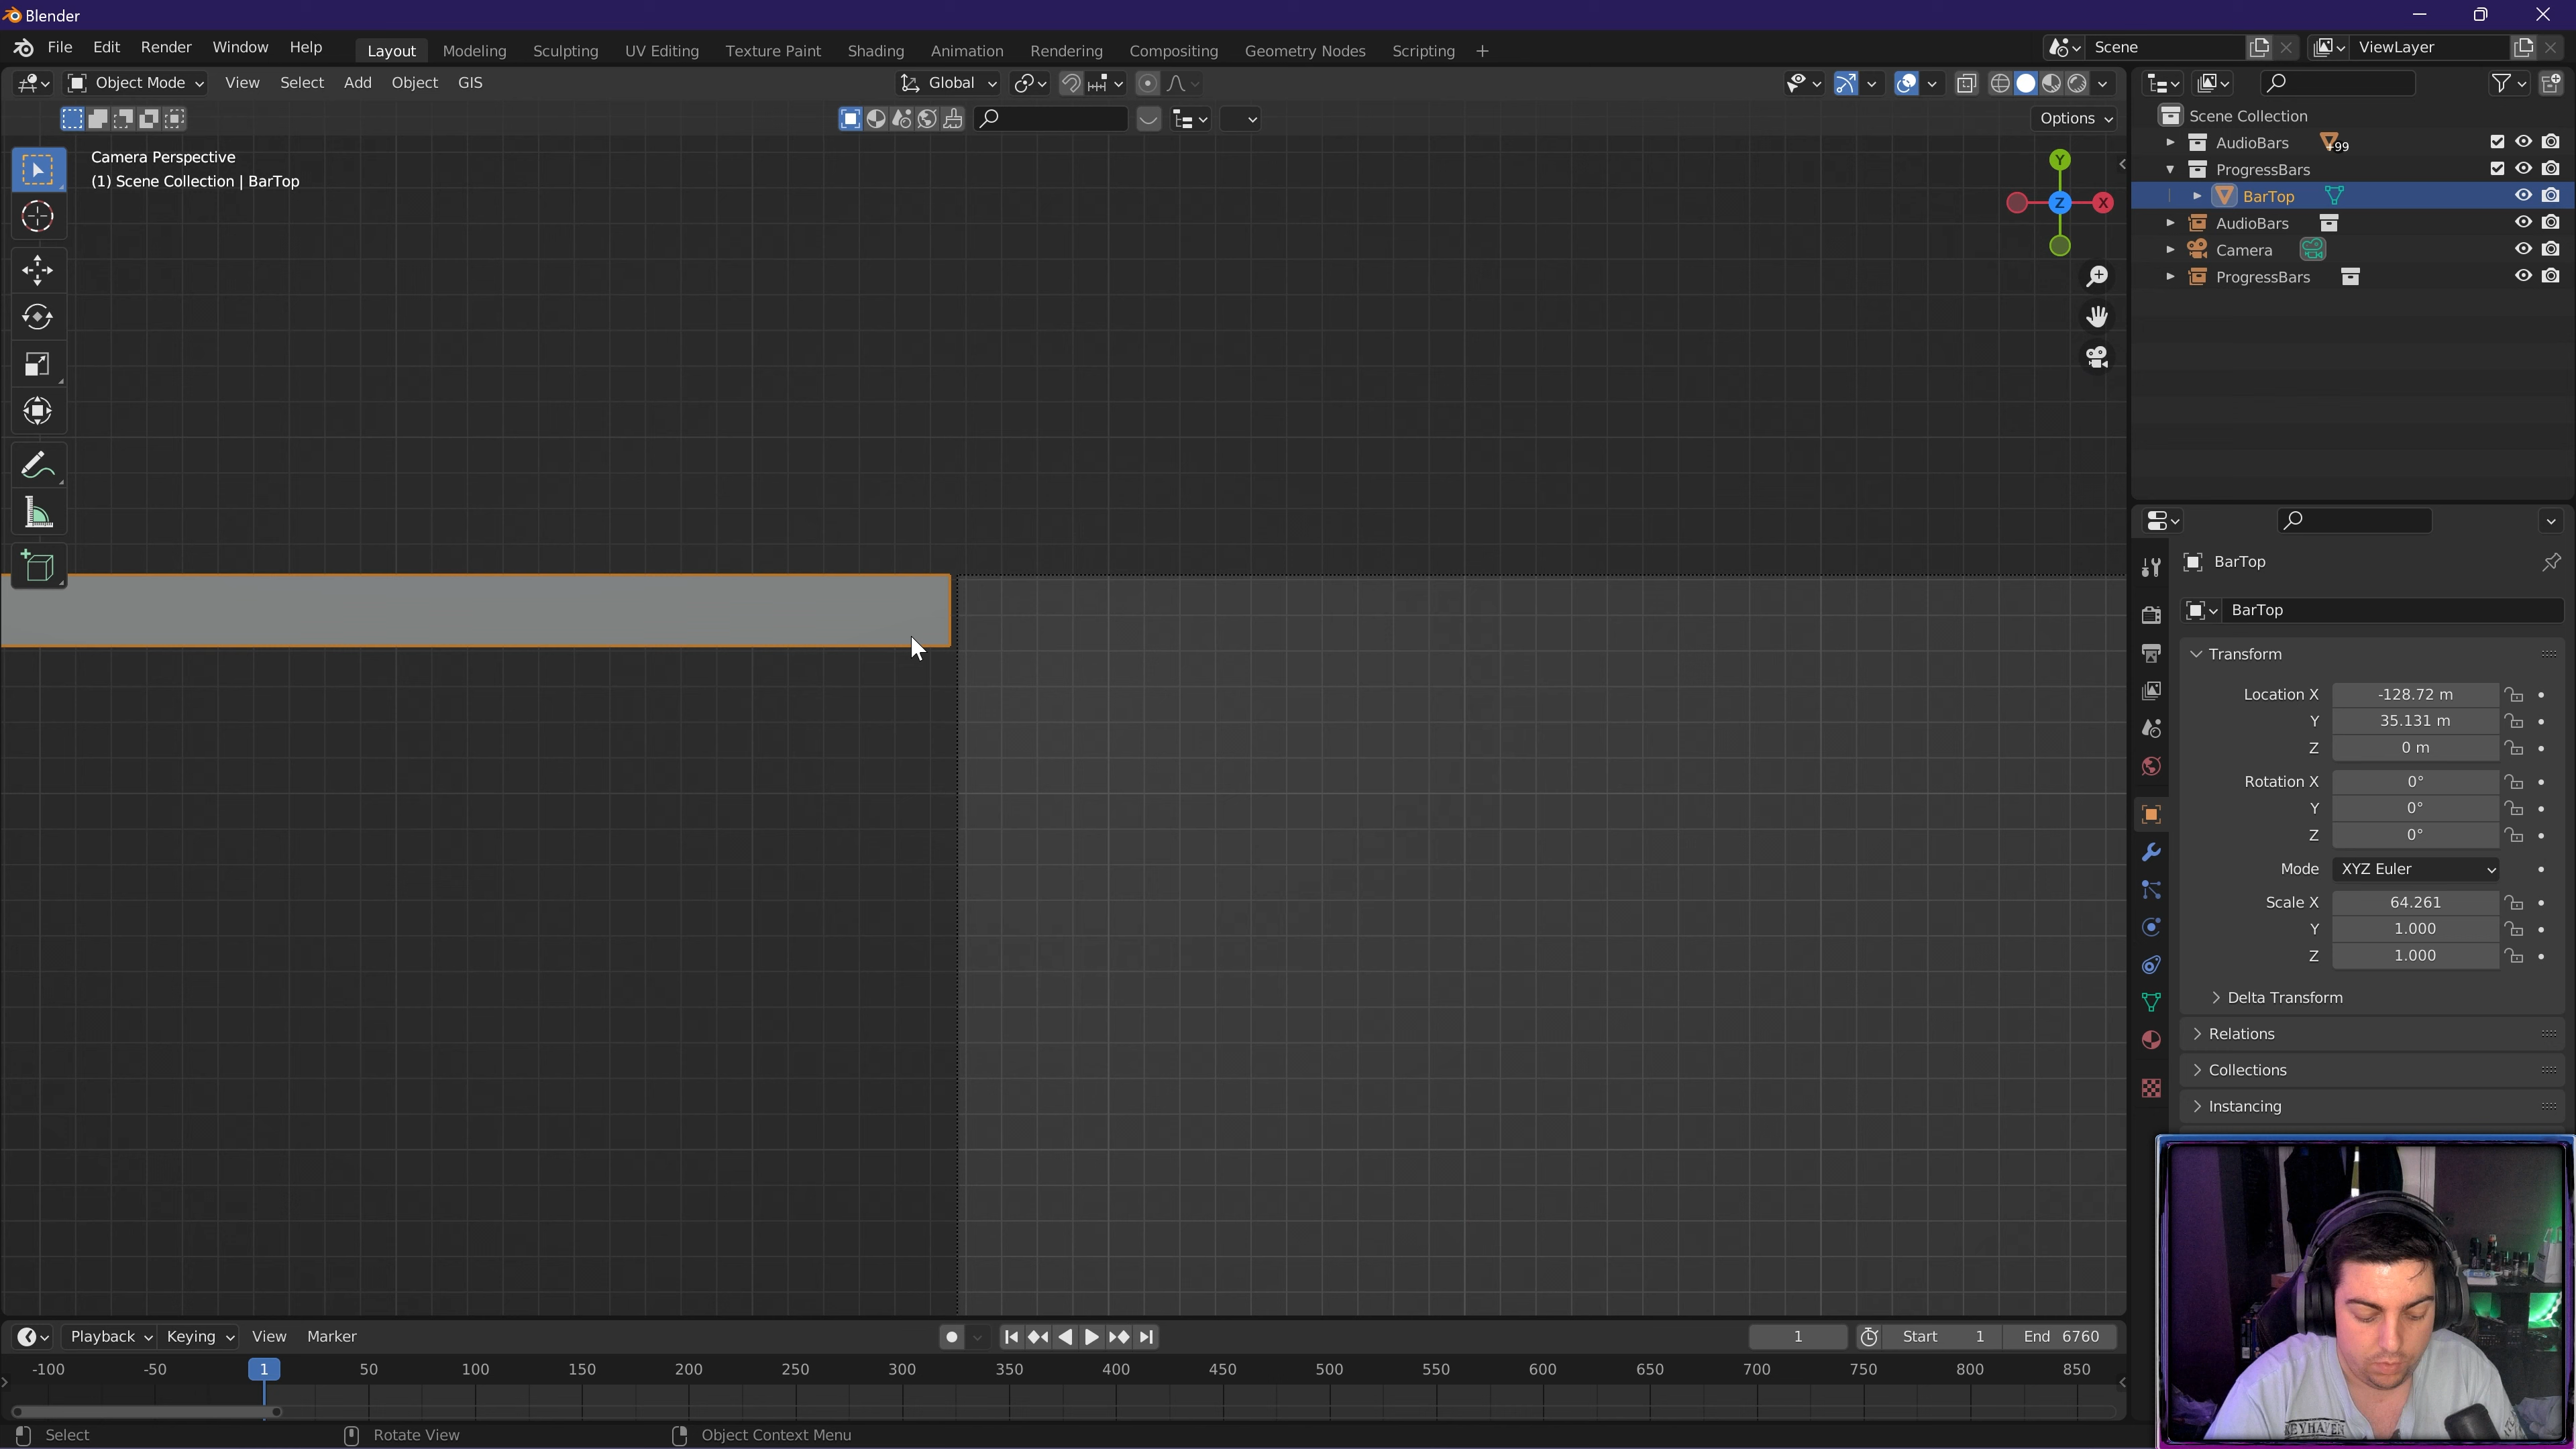 Blender
File Edit Render Window Help Layout Modeling Sculpting UV Editing Texture Paint Shading Animation Rendering Compositing Geometry Nodes Scripting + Scene ViewLayer
Object Mode View Select Add Object GIS Global
Options
Camera Perspective
(1) Scene Collection | BarTop
Y
Z X
Scene Collection
AudioBars +99
ProgressBars
BarTop
AudioBars
Camera
ProgressBars
BarTop
BarTop
Transform
Location X -128.72 m
Y 35.131 m
Z 0 m
Rotation X 0°
Y 0°
Z 0°
Mode XYZ Euler
Scale X 64.261
Y 1.000
Z 1.000
Delta Transform
Relations
Collections
Instancing
Playback Keying View Marker 1 Start 1 End 6760
-100 -50 1 50 100 150 200 250 300 350 400 450 500 550 600 650 700 750 800 850
Select Rotate View Object Context Menu
KEYHAVEN